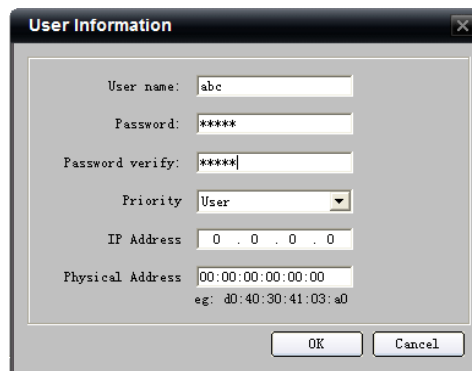 User Information
User name: abc
Password: *****
Password verify: *****
Priority User
IP Address 0 . 0 . 0 . 0
Physical Address 00:00:00:00:00:00
eg: d0:40:30:41:03:a0
OK Cancel